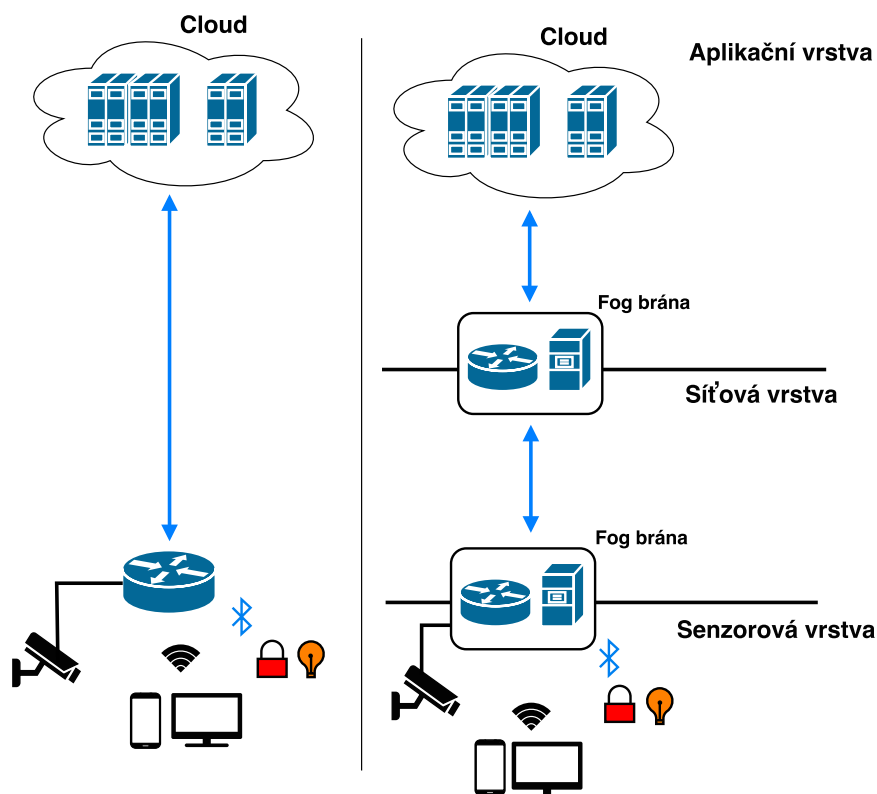 Cloud
Cloud
Aplikační vrstva
Fog brána
Síťová vrstva
Fog brána
Senzorová vrstva